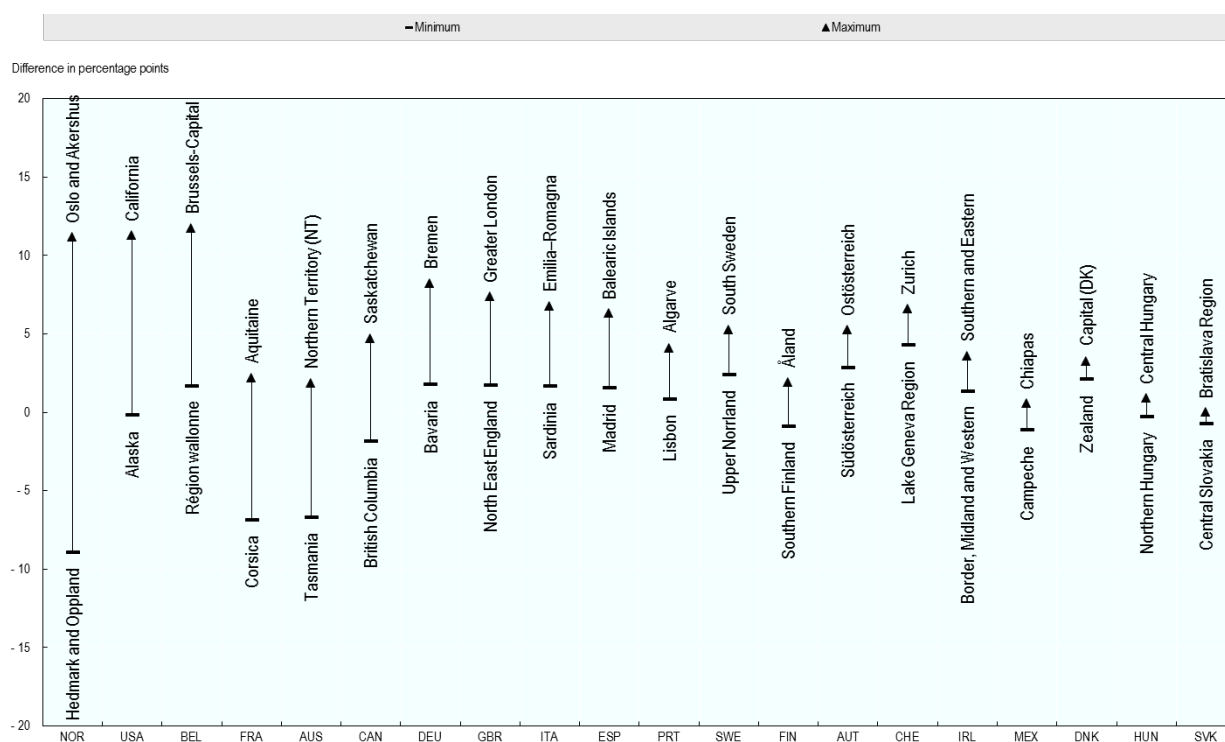 Minimum
Maximum
Difference in percentage points
20
15
10
5
0
- 5
- 10
- 15
- 20
Oslo and Akershus
Hedmark and Oppland
California
Alaska
Brussels-Capital
Région wallonne
Aquitaine
Corsica
Northern Territory (NT)
Tasmania
Saskatchewan
British Columbia
Bremen
Bavaria
Greater London
North East England
Emilia–Romagna
Sardinia
Balearic Islands
Madrid
Algarve
Lisbon
South Sweden
Upper Norrland
Åland
Southern Finland
Ostösterreich
Südösterreich
Zurich
Lake Geneva Region
Southern and Eastern
Border, Midland and Western
Chiapas
Campeche
Capital (DK)
Zealand
Central Hungary
Northern Hungary
Bratislava Region
Central Slovakia
NOR USA BEL FRA AUS CAN DEU GBR ITA ESP PRT SWE FIN AUT CHE IRL MEX DNK HUN SVK